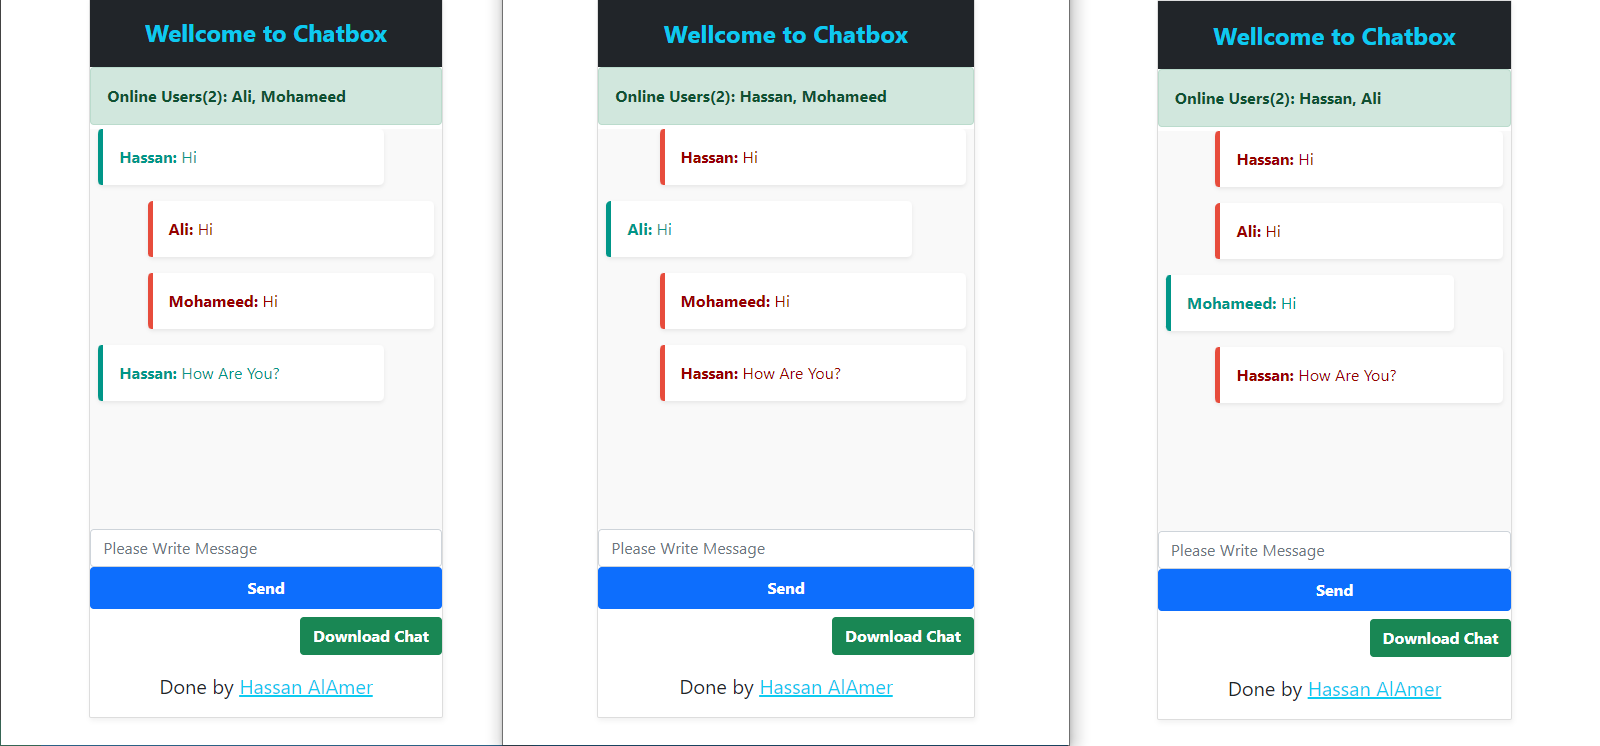 Wellcome to Chatbox
Online Users(2): Ali, Mohameed
Hassan: Hi
Ali: Hi
Mohameed: Hi
Hassan: How Are You?
Please Write Message
Send
Download Chat
Done by Hassan AlAmer
Wellcome to Chatbox
Online Users(2): Hassan, Mohameed
Hassan: Hi
Ali: Hi
Mohameed: Hi
Hassan: How Are You?
Please Write Message
Send
Download Chat
Done by Hassan AlAmer
Wellcome to Chatbox
Online Users(2): Hassan, Ali
Hassan: Hi
Ali: Hi
Mohameed: Hi
Hassan: How Are You?
Please Write Message
Send
Download Chat
Done by Hassan AlAmer